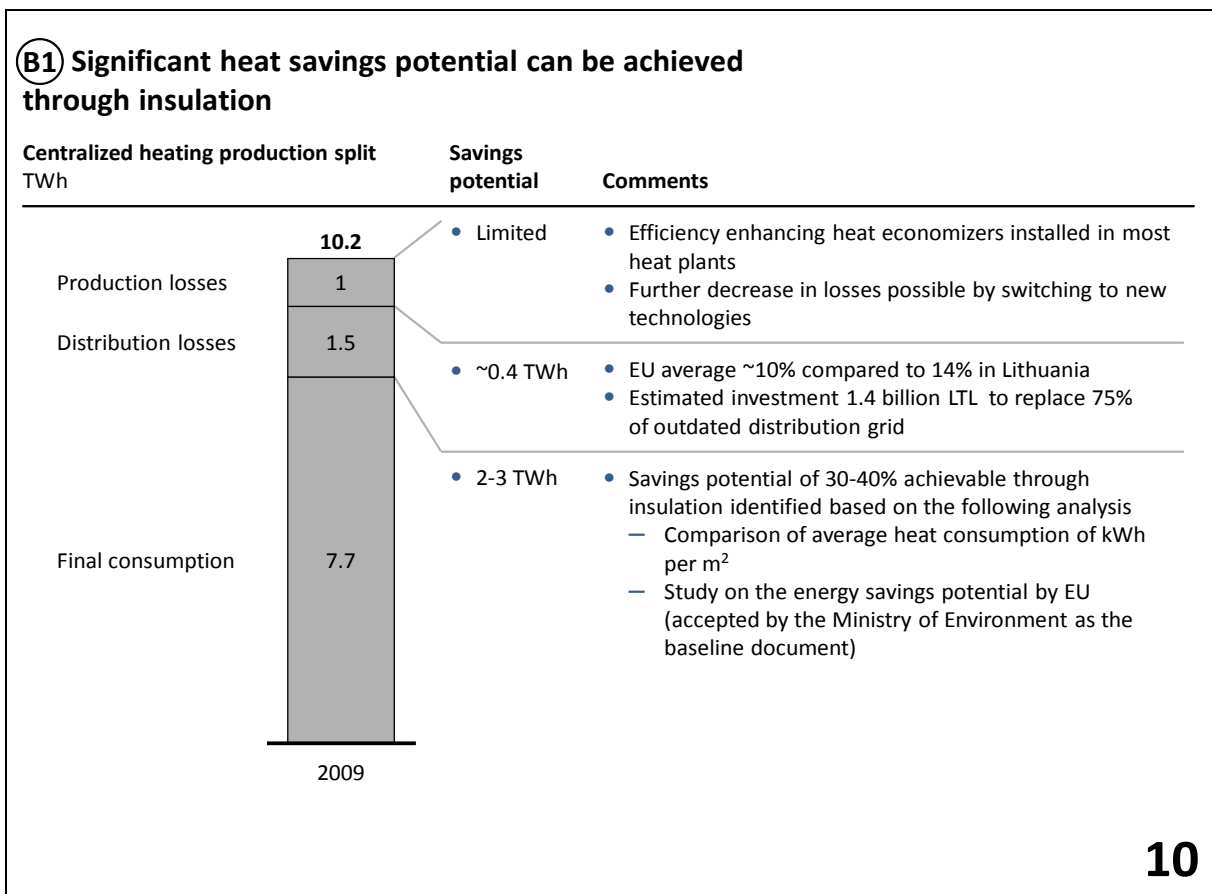 B1 Significant heat savings potential can be achieved
through insulation
Centralized heating production split
TWh
Savings
potential
Comments
10.2
Production losses
1
Distribution losses
1.5
Final consumption
7.7
2009
• Limited
• Efficiency enhancing heat economizers installed in most
heat plants
• Further decrease in losses possible by switching to new
technologies
• ~0.4 TWh
• EU average ~10% compared to 14% in Lithuania
• Estimated investment 1.4 billion LTL to replace 75%
of outdated distribution grid
• 2-3 TWh
• Savings potential of 30-40% achievable through
insulation identified based on the following analysis
– Comparison of average heat consumption of kWh
per m²
– Study on the energy savings potential by EU
(accepted by the Ministry of Environment as the
baseline document)
10